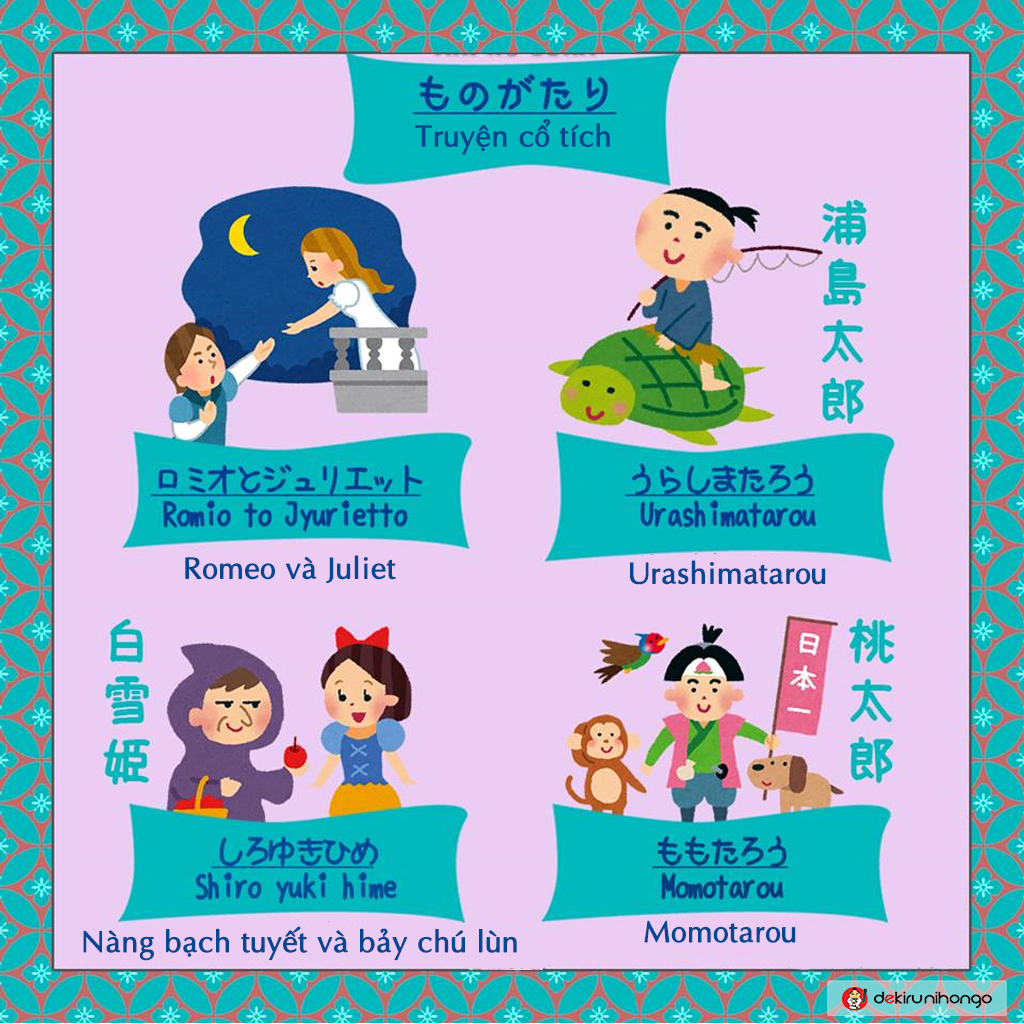 ものがたり
Truyện cổ tích
浦島太郎
ロミオとジュリエット
Romio to Jyurietto
Romeo và Juliet
うらしまたろう
Urashimatarou
Urashimatarou
白雪姫
しろゆきひめ
Shiro yuki hime
Nàng bạch tuyết và bảy chú lùn
日本一
桃太郎
ももたろう
Momotarou
Momotarou
dekiru nihongo